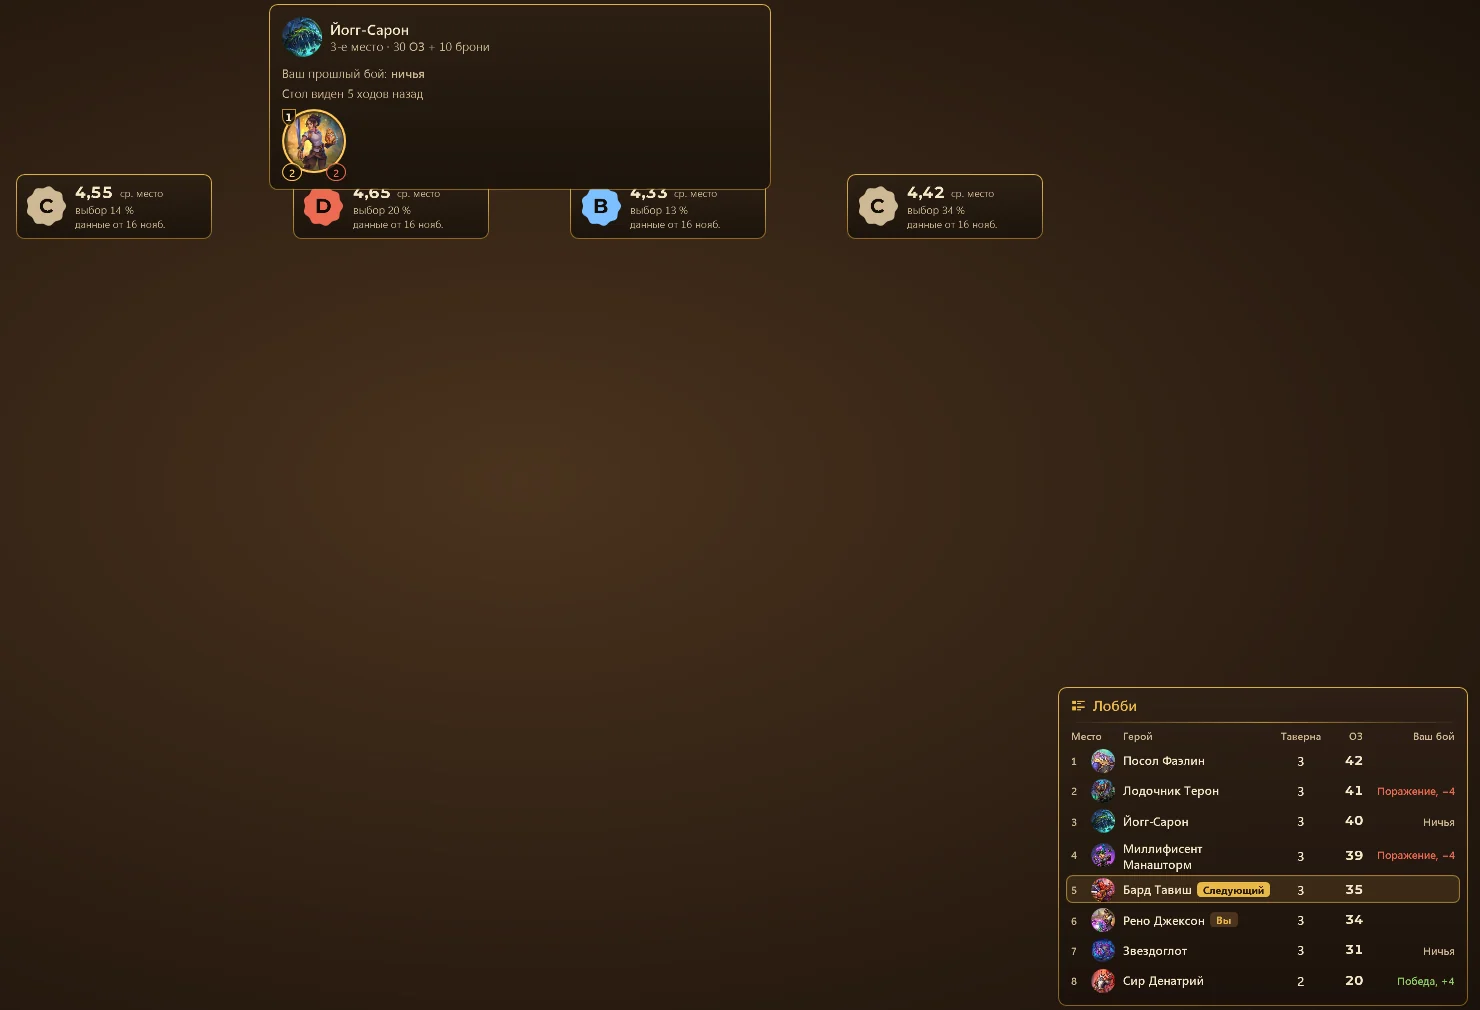 Йогг-Сарон
3-е место · 30 ОЗ + 10 брони
Ваш прошлый бой: ничья
Стол виден 5 ходов назад
1
2 2
C
4,55 ср. место
выбор 14 %
данные от 16 нояб.
D
4,65 ср. место
выбор 20 %
данные от 16 нояб.
B
4,33 ср. место
выбор 13 %
данные от 16 нояб.
C
4,42 ср. место
выбор 34 %
данные от 16 нояб.
Лобби
Место Герой Таверна ОЗ Ваш бой
1 Посол Фаэлин 3 42
2 Лодочник Терон 3 41 Поражение, −4
3 Йогг-Сарон 3 40 Ничья
4 Миллифисент Манашторм 3 39 Поражение, −4
5 Бард Тавиш Следующий 3 35
6 Рено Джексон Вы 3 34
7 Звездоглот 3 31 Ничья
8 Сир Денатрий 2 20 Победа, +4